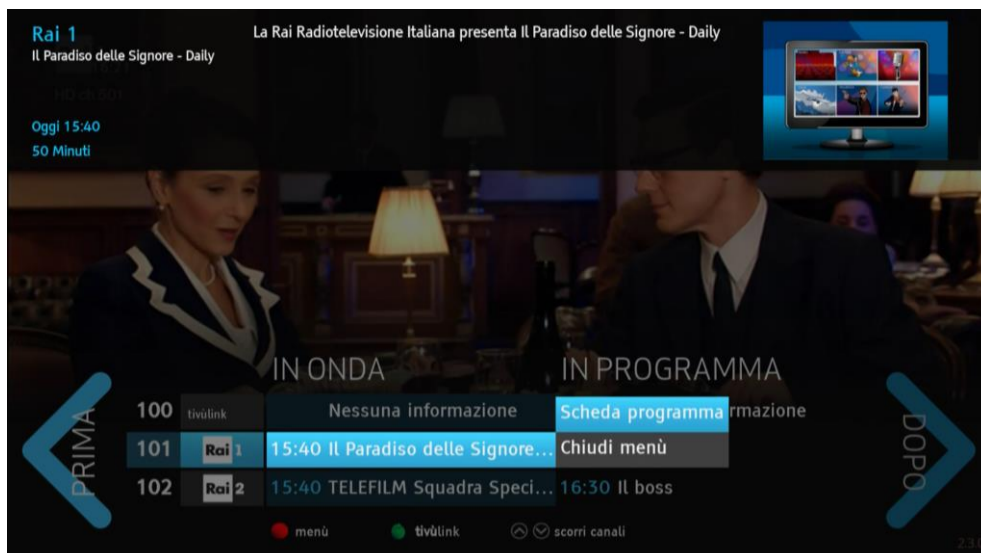 Rai 1
La Rai Radiotelevisione Italiana presenta Il Paradiso delle Signore - Daily
Il Paradiso delle Signore - Daily
Oggi 15:40
50 Minuti
IN ONDA
IN PROGRAMMA
PRIMA
DOPO
100 tivùlink Nessuna informazione Scheda programma rmazione
101 Rai 1 15:40 Il Paradiso delle Signore... Chiudi menù
102 Rai 2 15:40 TELEFILM Squadra Speci... 16:30 Il boss
menù tivùlink scorri canali